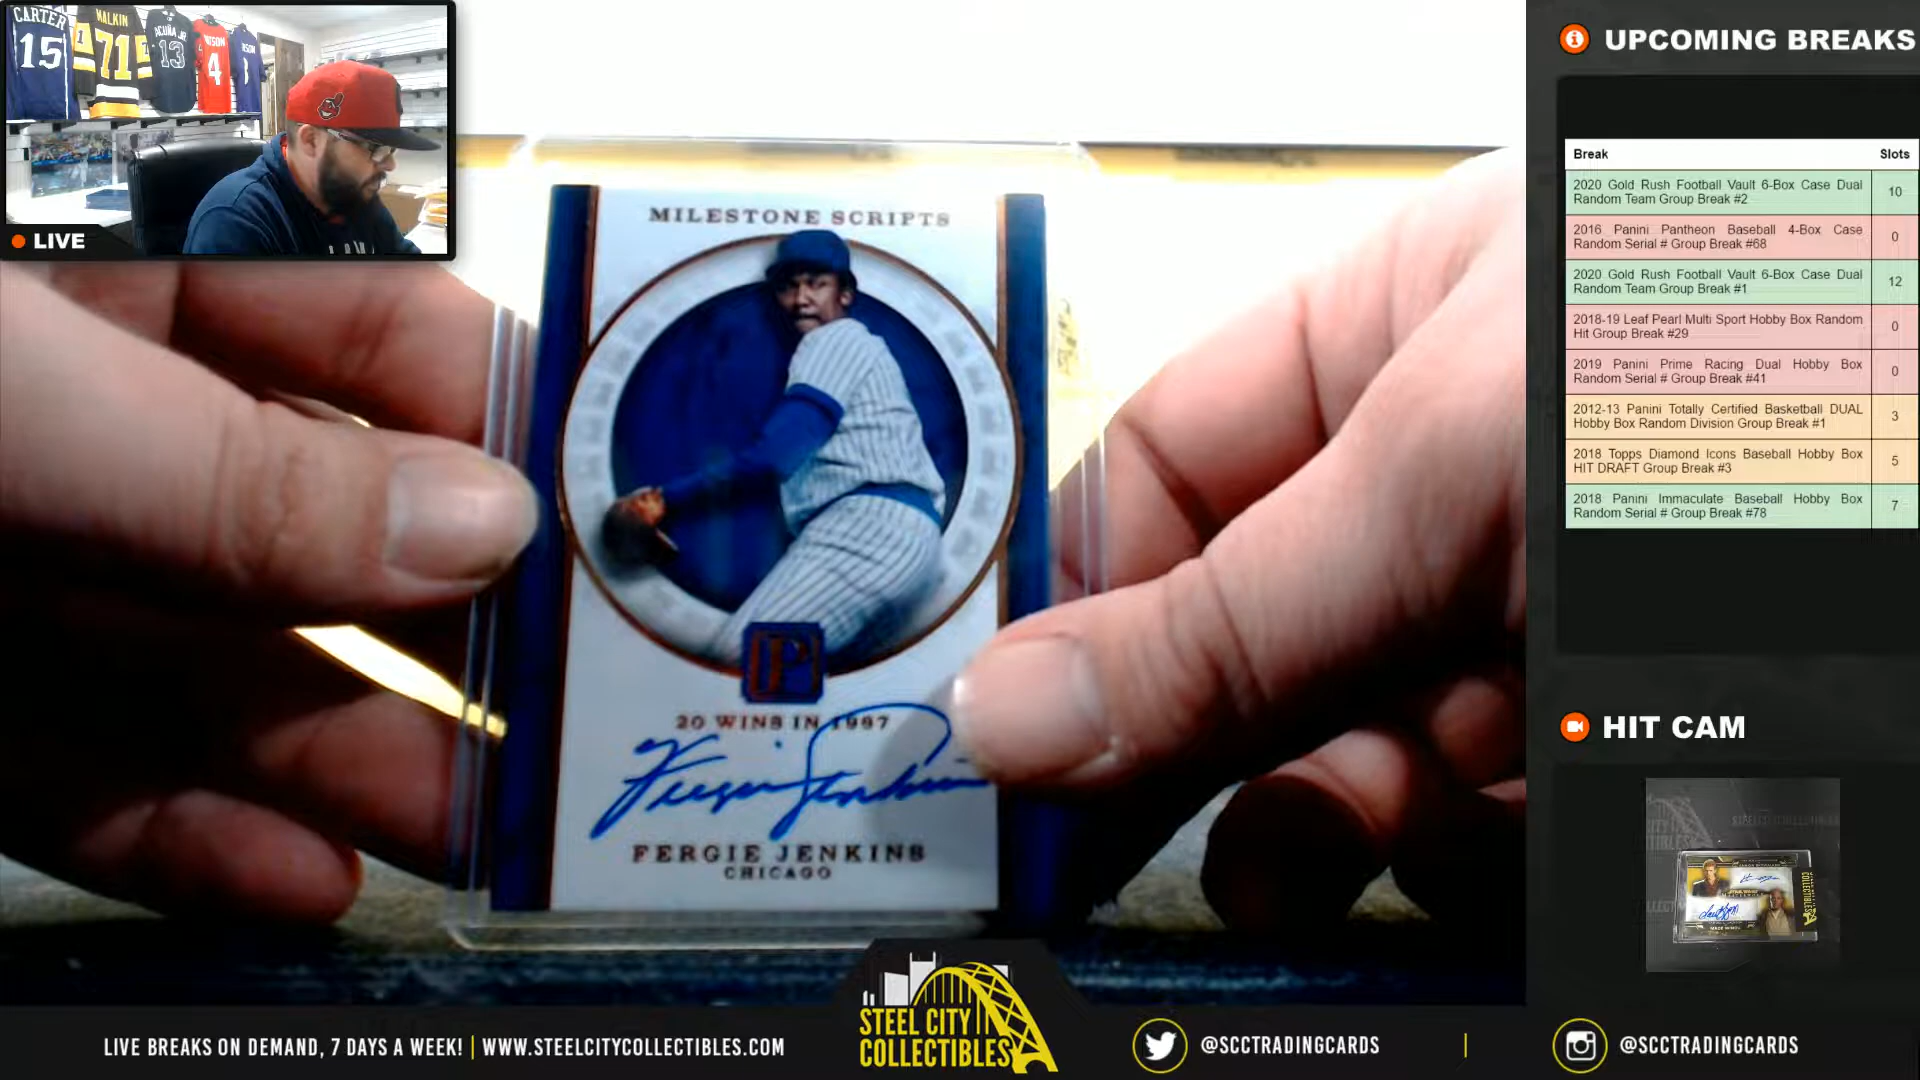 CARTER
15
MALKIN
71
ACUÑA JR
13
4
LIVE
MILESTONE SCRIPTS
P
20 WINS IN 1967
Fergie Jenkins
FERGIE JENKINS
CHICAGO
UPCOMING BREAKS
Break Slots
2020 Gold Rush Football Vault 6-Box Case Dual
Random Team Group Break #2 10
2016 Panini Pantheon Baseball 4-Box Case
Random Serial # Group Break #68 0
2020 Gold Rush Football Vault 6-Box Case Dual
Random Team Group Break #1 12
2018-19 Leaf Pearl Multi Sport Hobby Box Random
Hit Group Break #29 0
2019 Panini Prime Racing Dual Hobby Box
Random Serial # Group Break #41 0
2012-13 Panini Totally Certified Basketball DUAL
Hobby Box Random Division Group Break #1 3
2018 Topps Diamond Icons Baseball Hobby Box
HIT DRAFT Group Break #3 5
2018 Panini Immaculate Baseball Hobby Box
Random Serial # Group Break #78 7
HIT CAM
LIVE BREAKS ON DEMAND, 7 DAYS A WEEK! | WWW.STEELCITYCOLLECTIBLES.COM
STEEL CITY
COLLECTIBLES
@SCCTRADINGCARDS
@SCCTRADINGCARDS